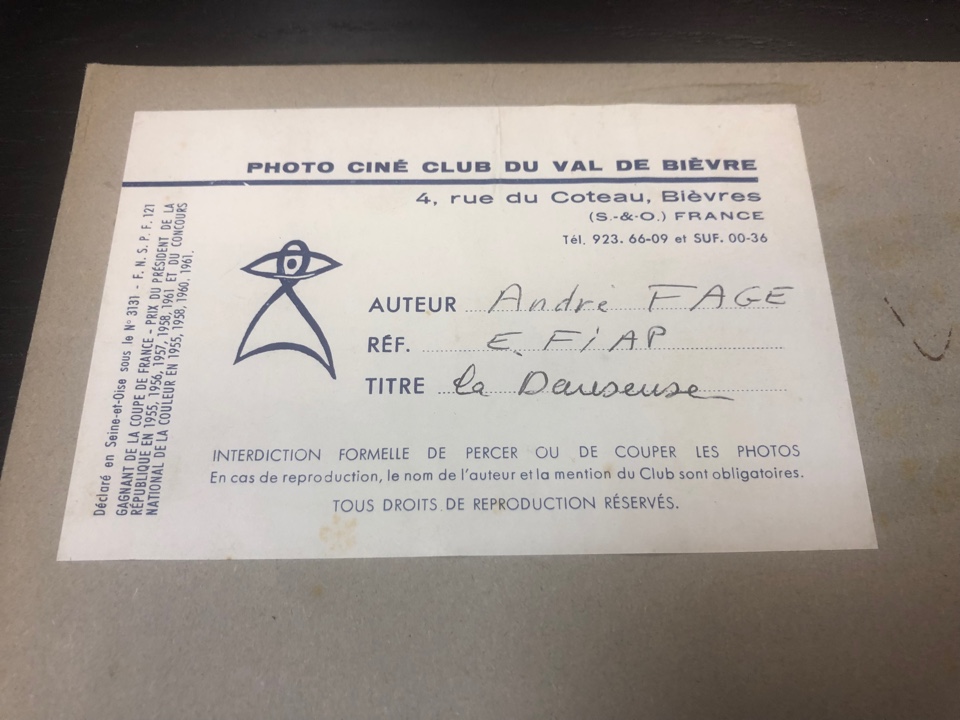 PHOTO CINÉ CLUB DU VAL DE BIÈVRE
4, rue du Coteau, Bièvres
(S.-&-O.) FRANCE
Tél. 923. 66-09 et SUF. 00-36
Déclaré en Seine-et-Oise sous le N° 3131 - F. N. S. P. F. 121
GAGNANT DE LA COUPE DE FRANCE - PRIX DU PRÉSIDENT DE LA
RÉPUBLIQUE EN 1955, 1956, 1957, 1958, 1961 ET DU CONCOURS
NATIONAL DE LA COULEUR EN 1955, 1958, 1960, 1961.
AUTEUR André FAGE
RÉF. E. FIAP
TITRE la Danseuse
INTERDICTION FORMELLE DE PERCER OU DE COUPER LES PHOTOS
En cas de reproduction, le nom de l'auteur et la mention du Club sont obligatoires.
TOUS DROITS DE REPRODUCTION RÉSERVÉS.